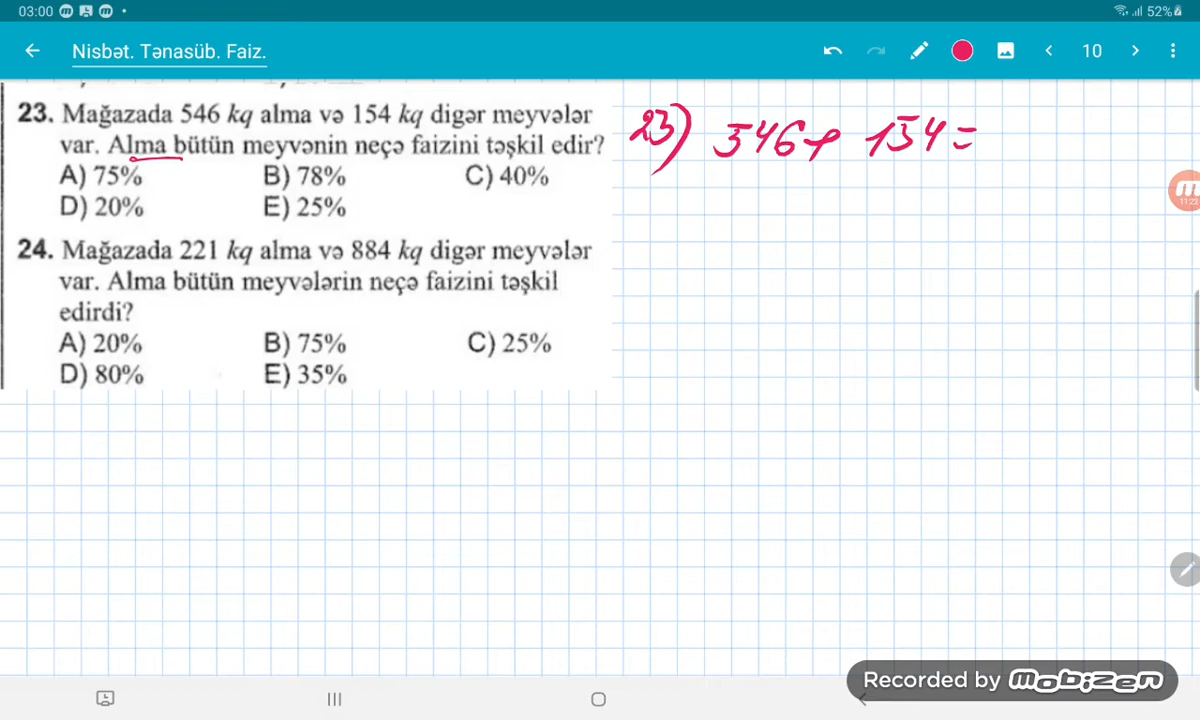 03:00 52%
Nisbət. Tənasüb. Faiz. 10
23. Mağazada 546 kq alma və 154 kq digər meyvələr
var. Alma bütün meyvənin neçə faizini təşkil edir?
A) 75% B) 78% C) 40%
D) 20% E) 25%
23) 546+ 154=
11:22
24. Mağazada 221 kq alma və 884 kq digər meyvələr
var. Alma bütün meyvələrin neçə faizini təşkil
edirdi?
A) 20% B) 75% C) 25%
D) 80% E) 35%
Recorded by mobizen